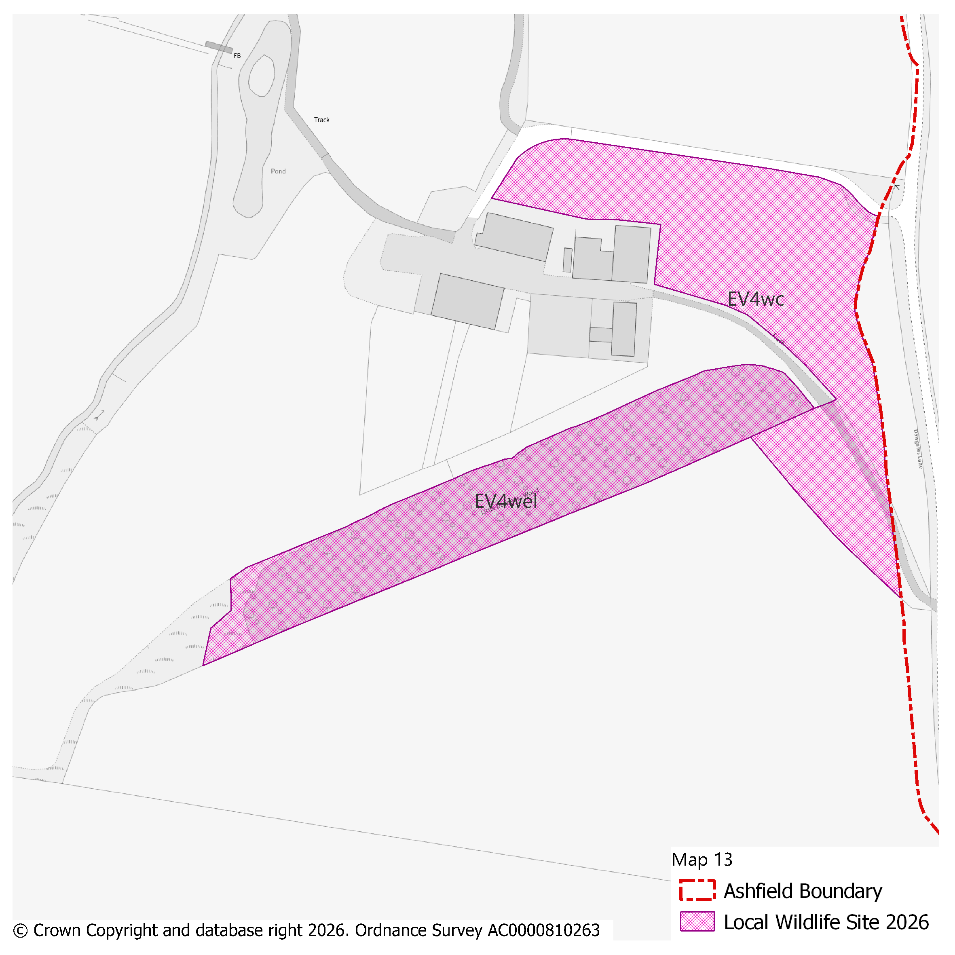 FB
Track
Pond
EV4wc
EV4wel
Map 13
Ashfield Boundary
Local Wildlife Site 2026
© Crown Copyright and database right 2026. Ordnance Survey AC0000810263